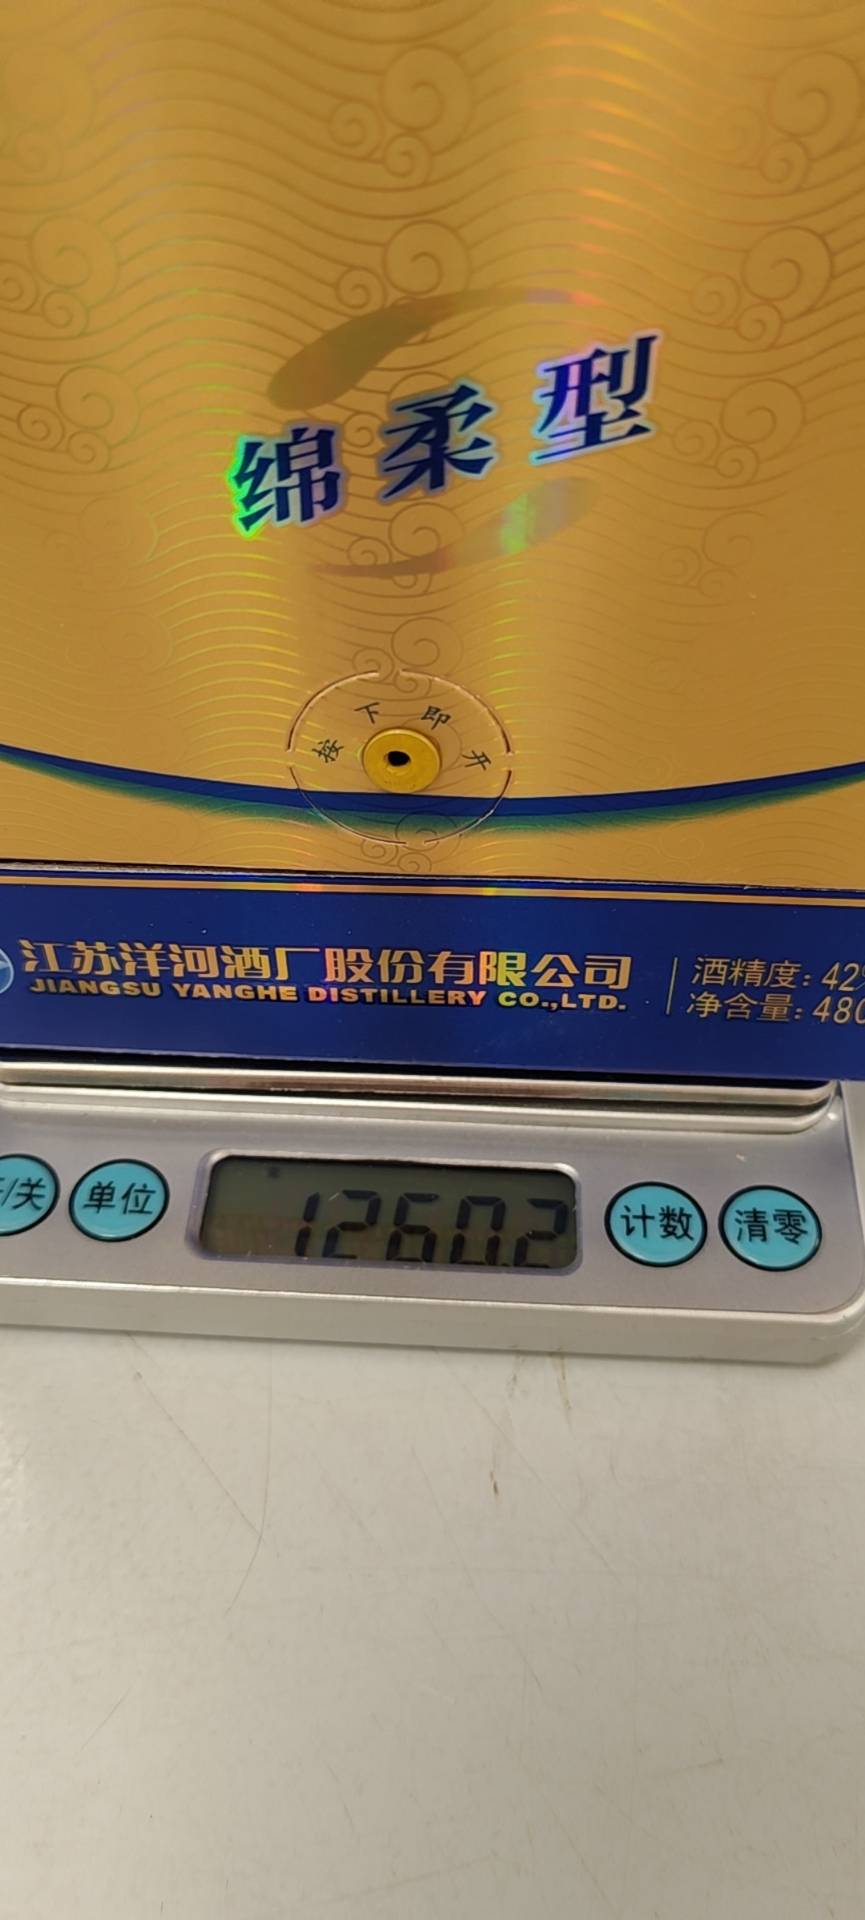 绵柔型
按下即开
江苏洋河酒厂股份有限公司
JIANGSU YANGHE DISTILLERY CO.,LTD.
酒精度: 42%
净含量: 480
/关
单位
1260.2
计数
清零